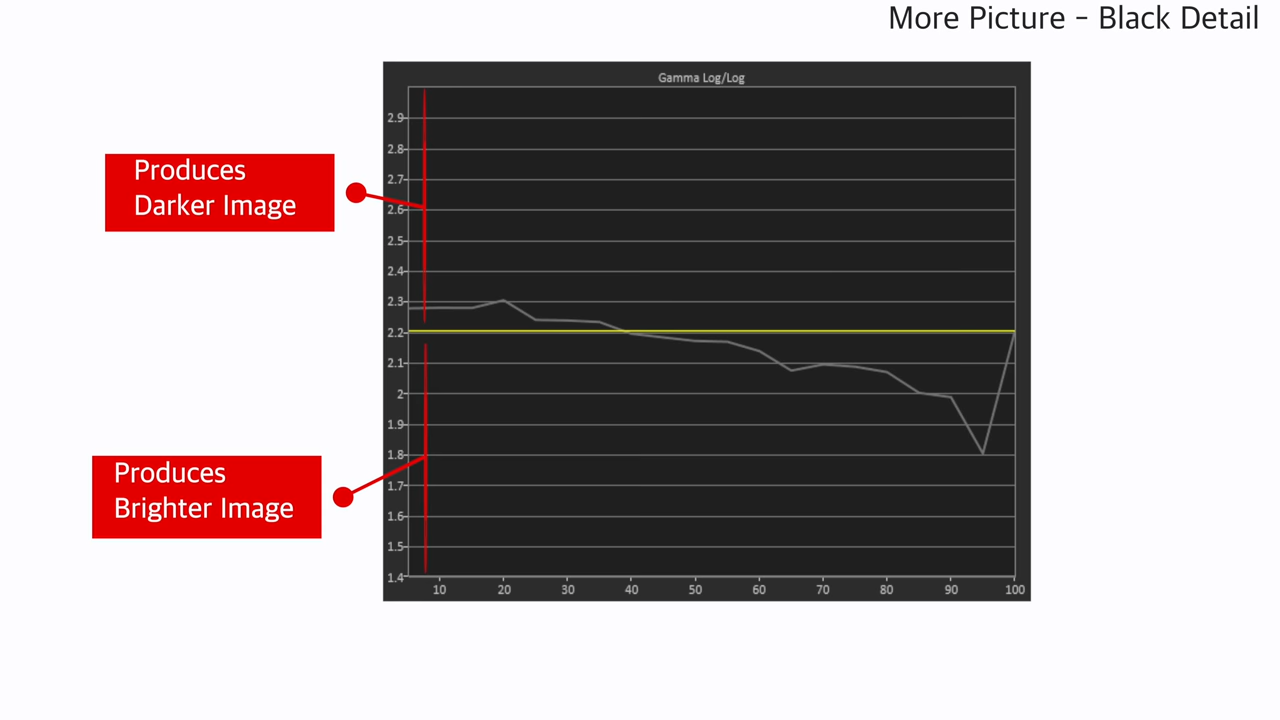 More Picture - Black Detail
Gamma Log/Log
Produces
Darker Image
Produces
Brighter Image
2.9
2.8
2.7
2.6
2.5
2.4
2.3
2.2
2.1
2
1.9
1.8
1.7
1.6
1.5
1.4
10 20 30 40 50 60 70 80 90 100